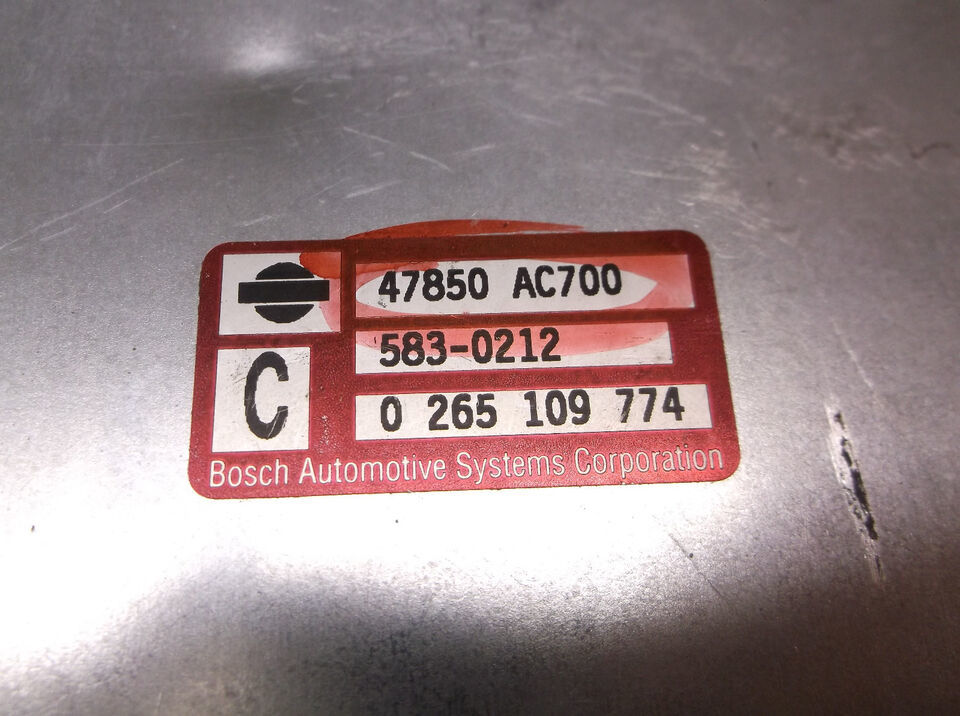 47850 AC700
583-0212
C
0 265 109 774
Bosch Automotive Systems Corporation